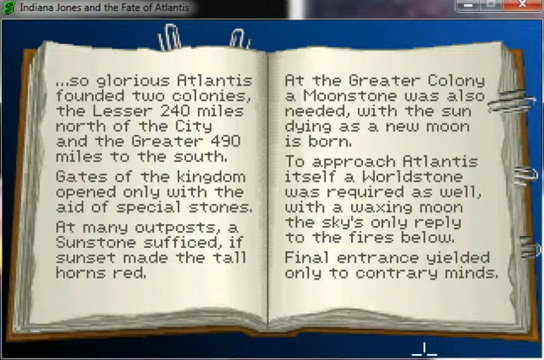 Indiana Jones and the Fate of Atlantis
...so glorious Atlantis
founded two colonies,
the Lesser 240 miles
north of the City
and the Greater 490
miles to the south.
Gates of the kingdom
opened only with the
aid of special stones.
At many outposts, a
Sunstone sufficed, if
sunset made the tall
horns red.
At the Greater Colony
a Moonstone was also
needed, with the sun
dying as a new moon
is born.
To approach Atlantis
itself a Worldstone
was required as well,
with a waxing moon
the sky's only reply
to the fires below.
Final entrance yielded
only to contrary minds.